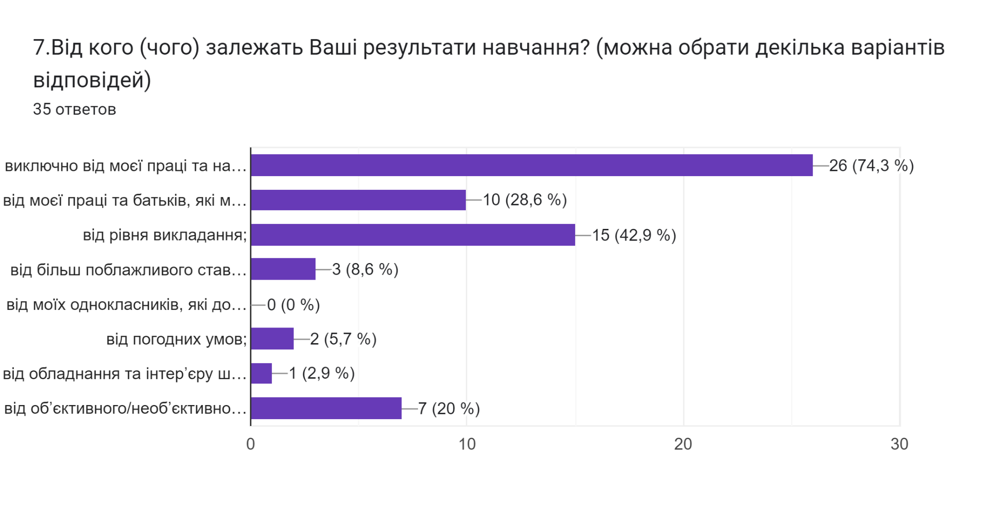 7.Від кого (чого) залежать Ваші результати навчання? (можна обрати декілька варіантів
відповідей)
35 ответов
виключно від моєї праці та на…
26 (74,3 %)
від моєї праці та батьків, які м…
10 (28,6 %)
від рівня викладання;
15 (42,9 %)
від більш поблажливого став…
3 (8,6 %)
від моїх однокласників, які до…
0 (0 %)
від погодних умов;
2 (5,7 %)
від обладнання та інтер’єру ш…
1 (2,9 %)
від об’єктивного/необ’єктивно…
7 (20 %)
0
10
20
30